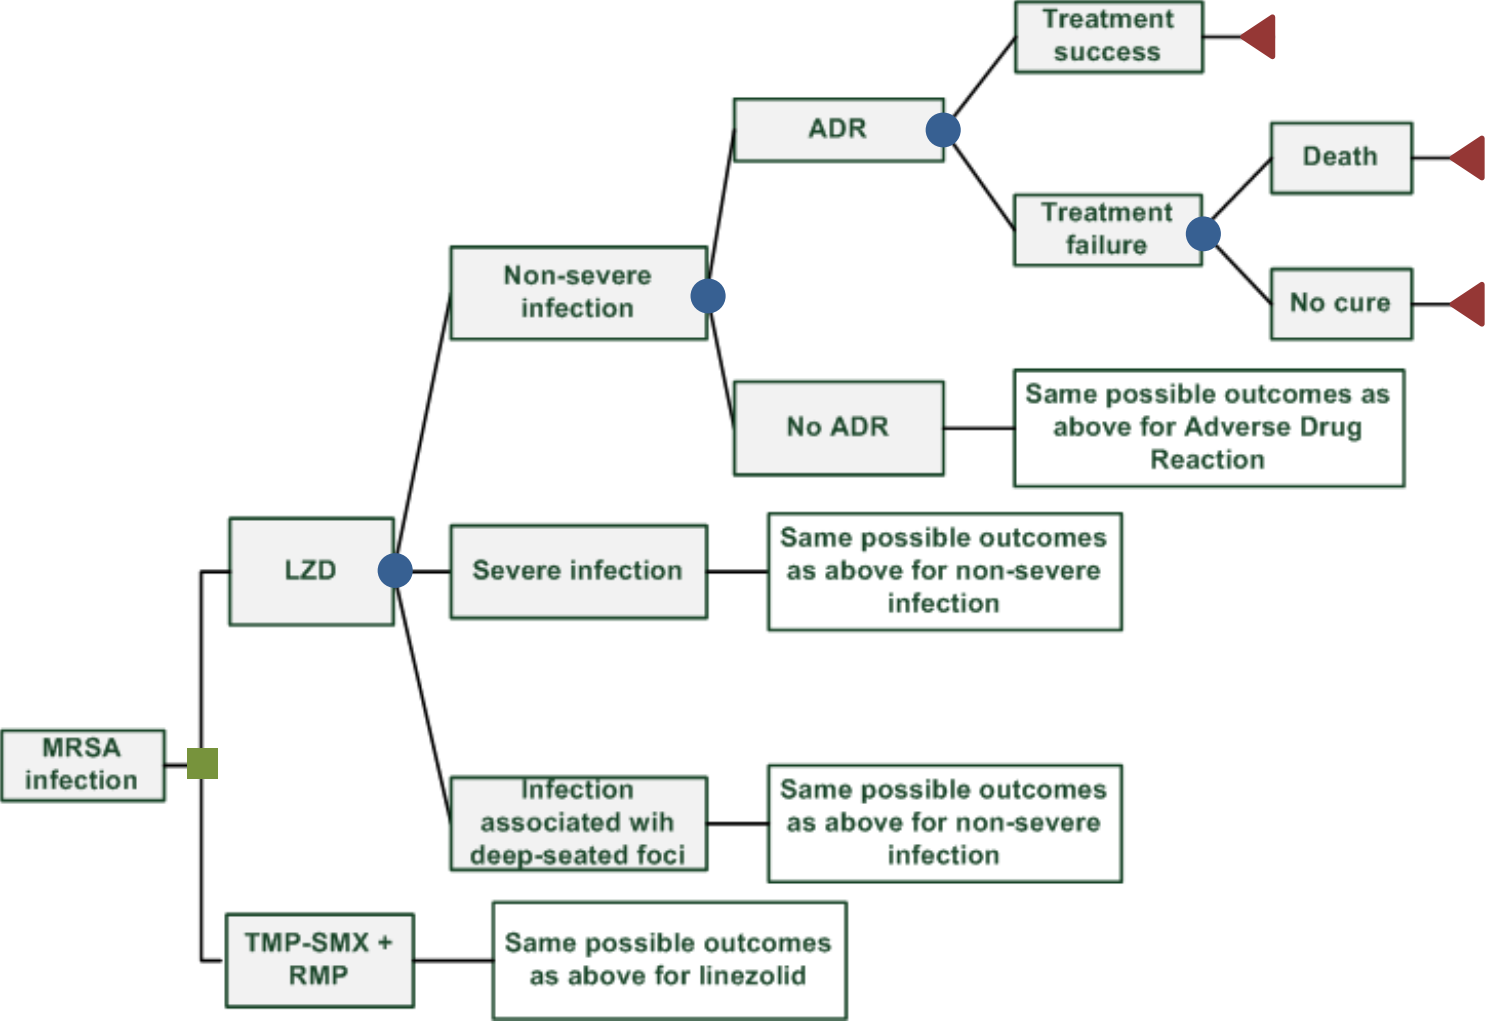 Treatment
success
ADR
Death
Treatment
failure
Non-severe
infection
No cure
No ADR
Same possible outcomes as
above for Adverse Drug
Reaction
LZD
Severe infection
Same possible outcomes
as above for non-severe
infection
MRSA
infection
Infection
associated wih
deep-seated foci
Same possible outcomes
as above for non-severe
infection
TMP-SMX +
RMP
Same possible outcomes
as above for linezolid